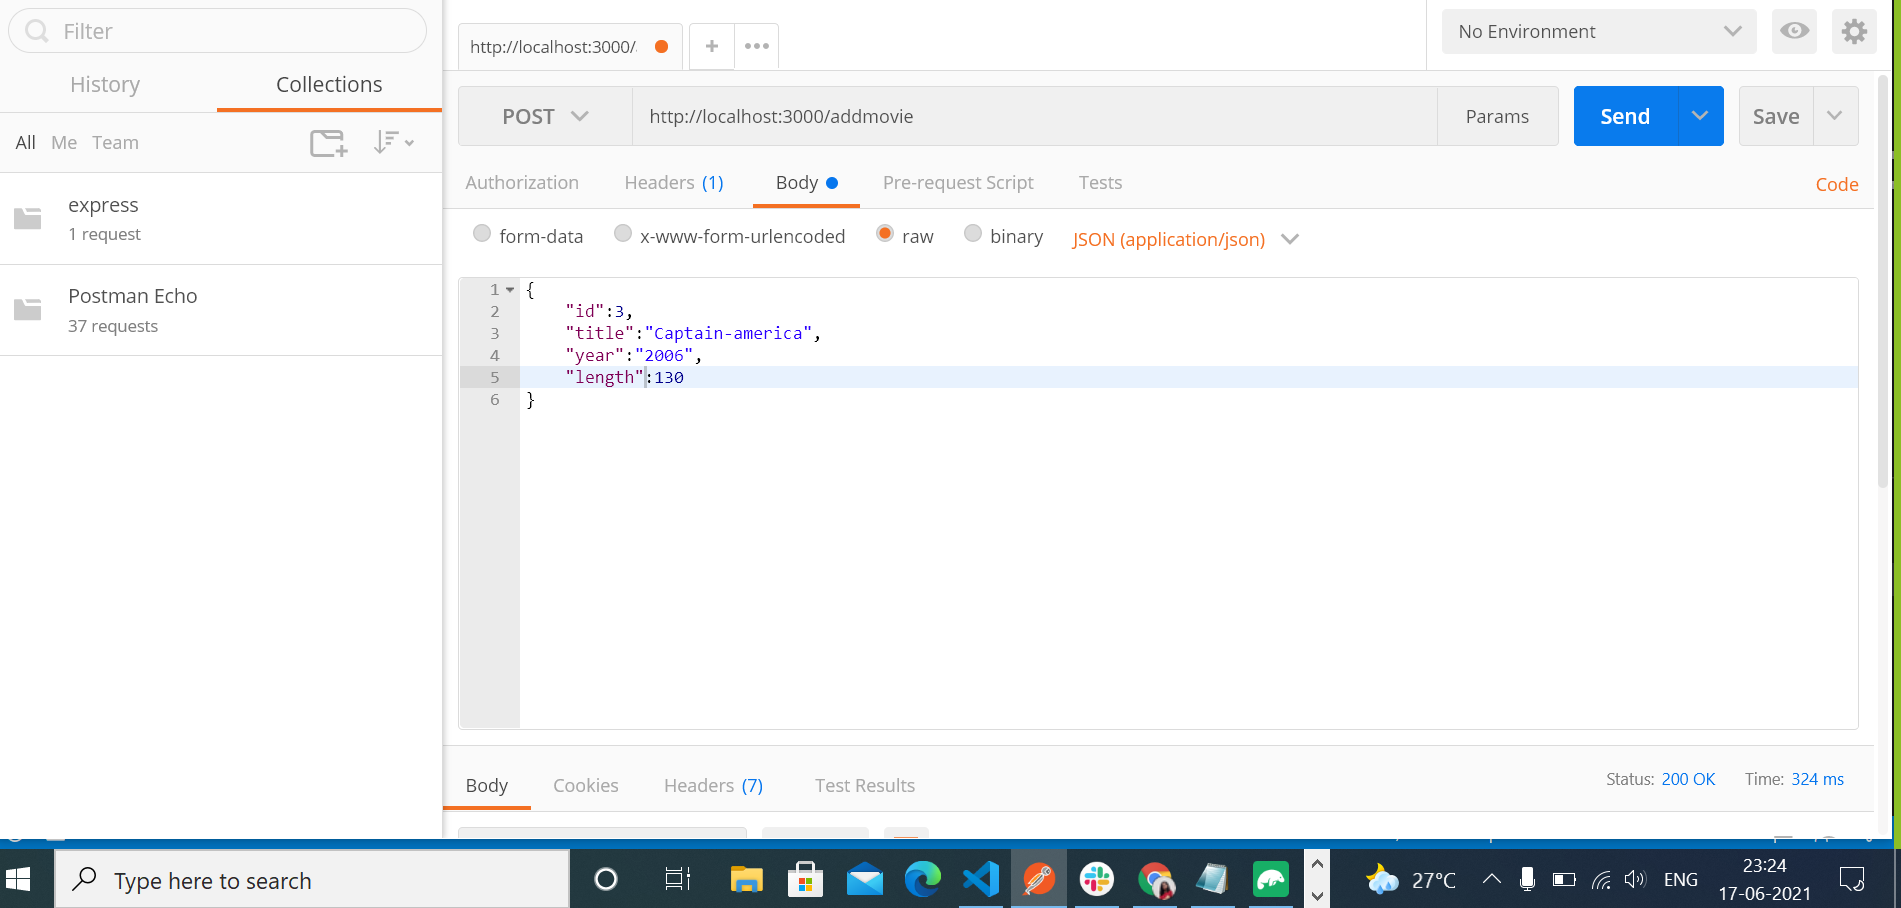 Filter
History Collections
All Me Team
express
1 request
Postman Echo
37 requests
http://localhost:3000/
No Environment
POST http://localhost:3000/addmovie Params Send Save
Authorization Headers (1) Body Pre-request Script Tests Code
form-data x-www-form-urlencoded raw binary JSON (application/json)
1 {
2 "id":3,
3 "title":"Captain-america",
4 "year":"2006",
5 "length":130
6 }
Body Cookies Headers (7) Test Results Status: 200 OK Time: 324 ms
Type here to search 27°C ENG 23:24
17-06-2021